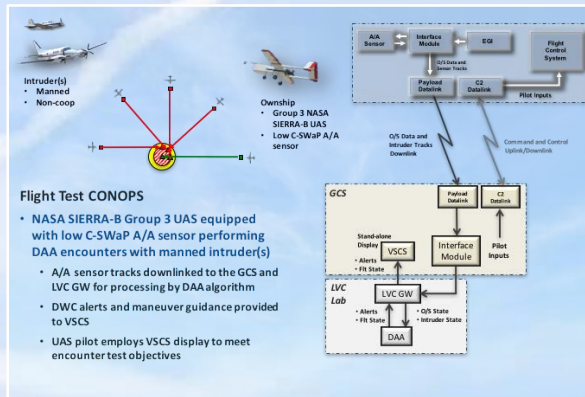 Intruder(s)
• Manned
• Non-coop
Ownship
• Group 3 NASA
SIERRA-B UAS
• Low C-SWaP A/A
sensor
Flight Test CONOPS
• NASA SIERRA-B Group 3 UAS equipped
with low C-SWaP A/A sensor performing
DAA encounters with manned intruder(s)
• A/A sensor tracks downlinked to the GCS and
LVC GW for processing by DAA algorithm
• DWC alerts and maneuver guidance provided
to VSCS
• UAS pilot employs VSCS display to meet
encounter test objectives
A/A
Sensor
Interface
Module
EGI
Flight
Control
System
O/S Data and
Sensor Tracks
Payload
Datalink
C2
Datalink
Pilot Inputs
O/S Data and
Intruder Tracks
Downlink
Command and Control
Uplink/Downlink
GCS
Payload
Datalink
C2
Datalink
Stand-alone
Display
VSCS
Interface
Module
Pilot
Inputs
• Alerts
• Flt State
LVC
Lab
LVC GW
• Alerts
• Flt State
• O/S State
• Intruder State
DAA